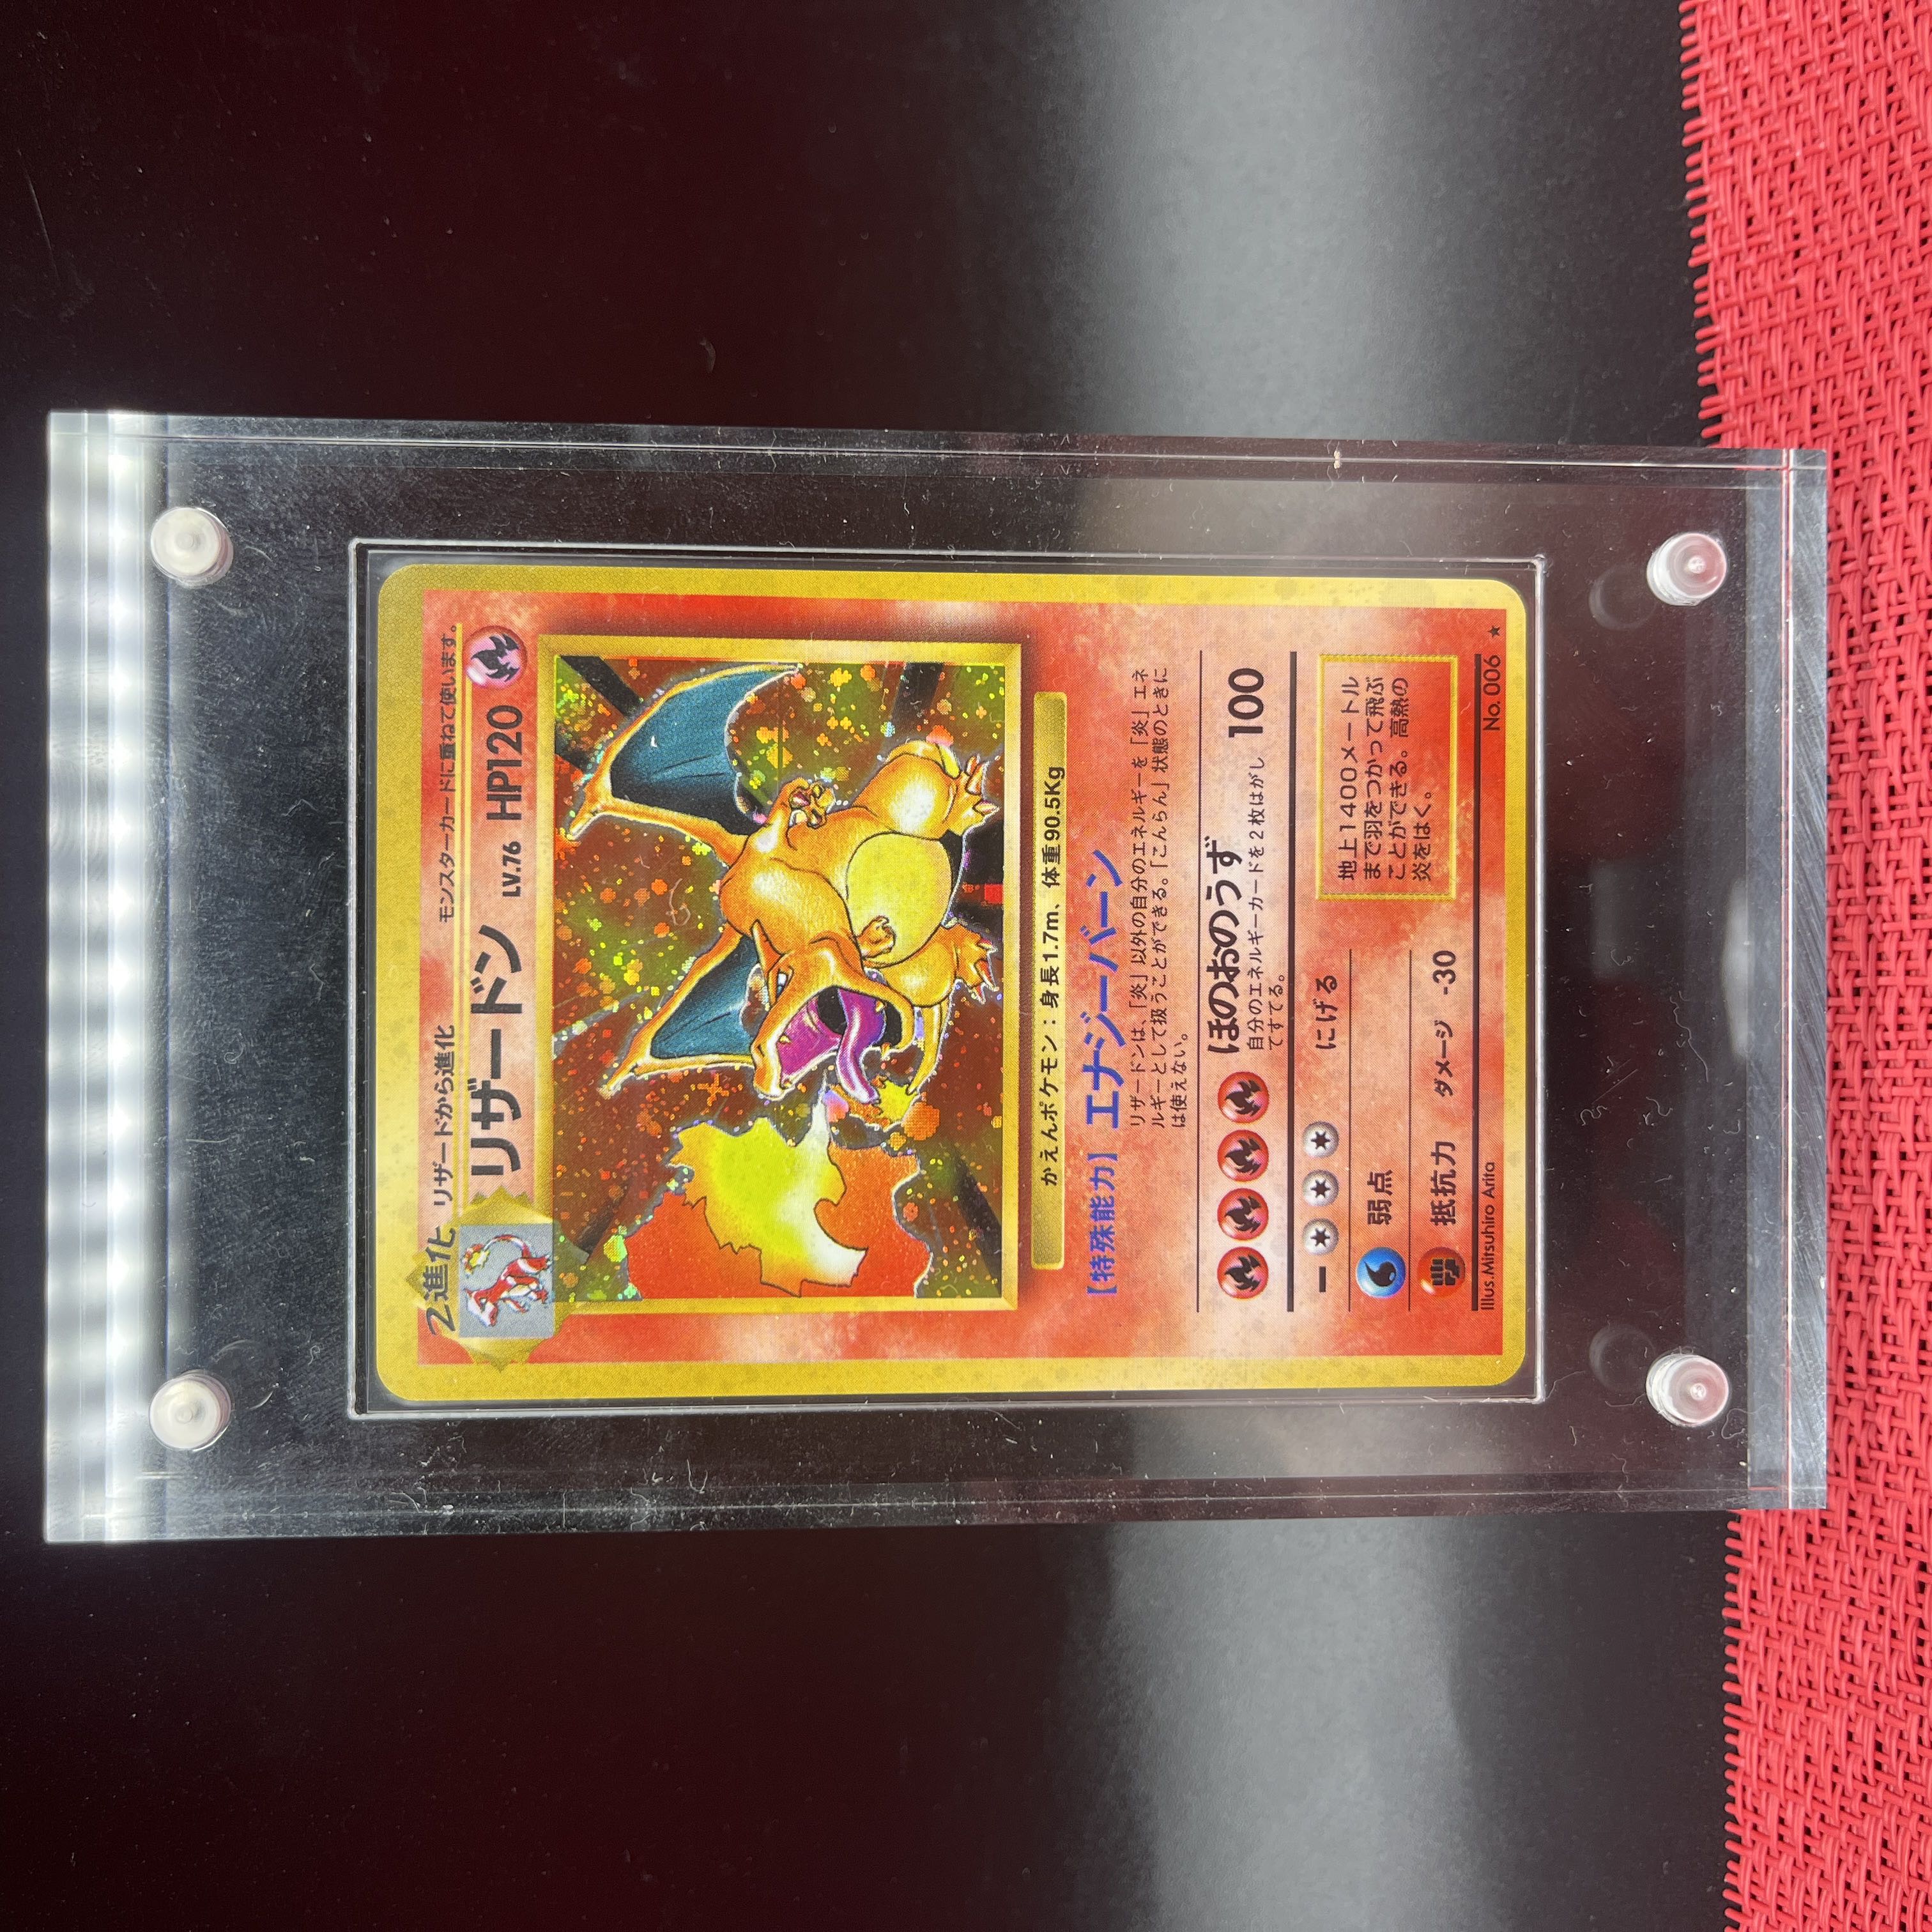 2進化 リザードから進化 モンスターカードに重ねて使います。
リザードン LV.76 HP120
かえんポケモン：身長1.7m、体重90.5Kg
【特殊能力】エナジーバーン
リザードンは、「炎」以外の自分のエネルギーを「炎」エネ
ルギーとして扱うことができる。「こんらん」状態のときに
は使えない。
ほのおのうず 100
自分のエネルギーカードを2枚はがし
てすてる。
にげる
弱点
抵抗力 ダメージ -30
地上1400メートル
まで羽をつかって飛ぶ
ことができる。高熱の
炎をはく。
Illus.Mitsuhiro Arita No.006 ★